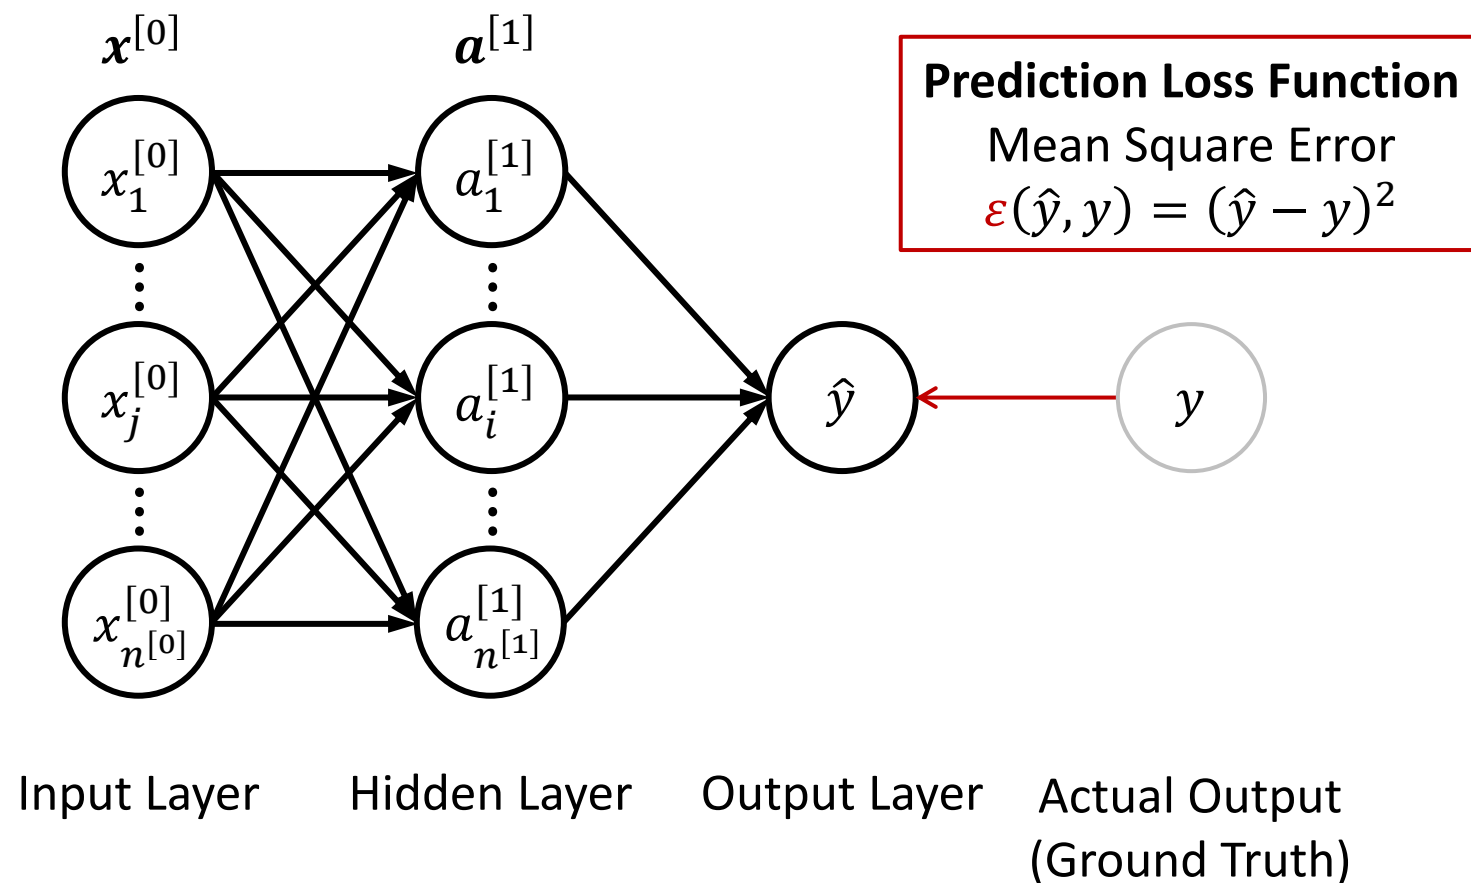 x^[0]
a^[1]
Prediction Loss Function
Mean Square Error
ε(ŷ, y) = (ŷ − y)²
x_1^[0]
a_1^[1]
x_j^[0]
a_i^[1]
ŷ
y
x_{n^[0]}^[0]
a_{n^[1]}^[1]
Input Layer
Hidden Layer
Output Layer
Actual Output
(Ground Truth)